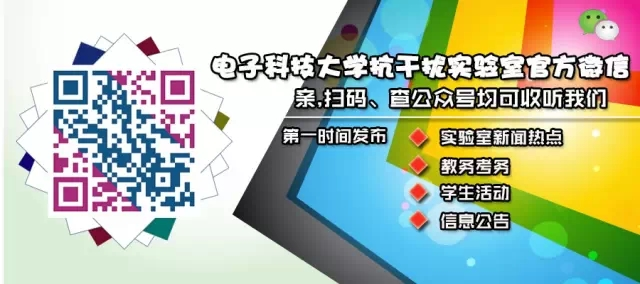 电子科技大学抗干扰实验室官方微信
亲,扫码、查公众号均可收听我们
第一时间发布
实验室新闻热点
教务考务
学生活动
信息公告